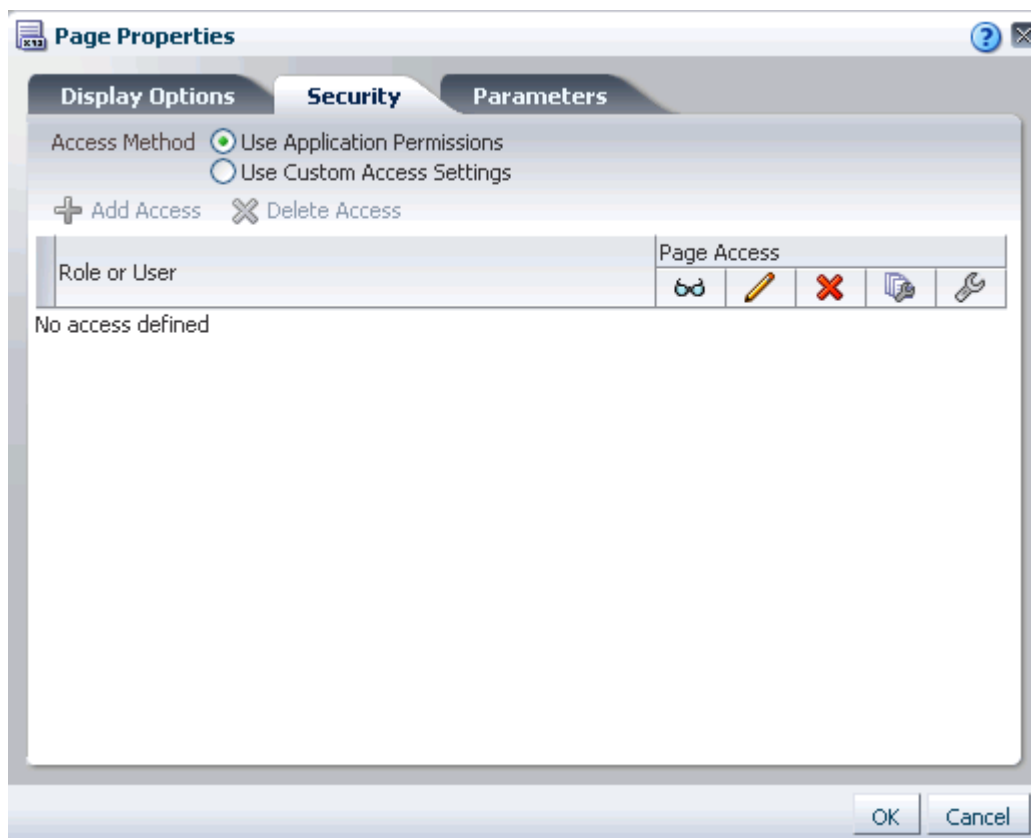 Page Properties
Display Options Security Parameters
Access Method Use Application Permissions
Use Custom Access Settings
Add Access Delete Access
Role or User
Page Access
No access defined
OK Cancel